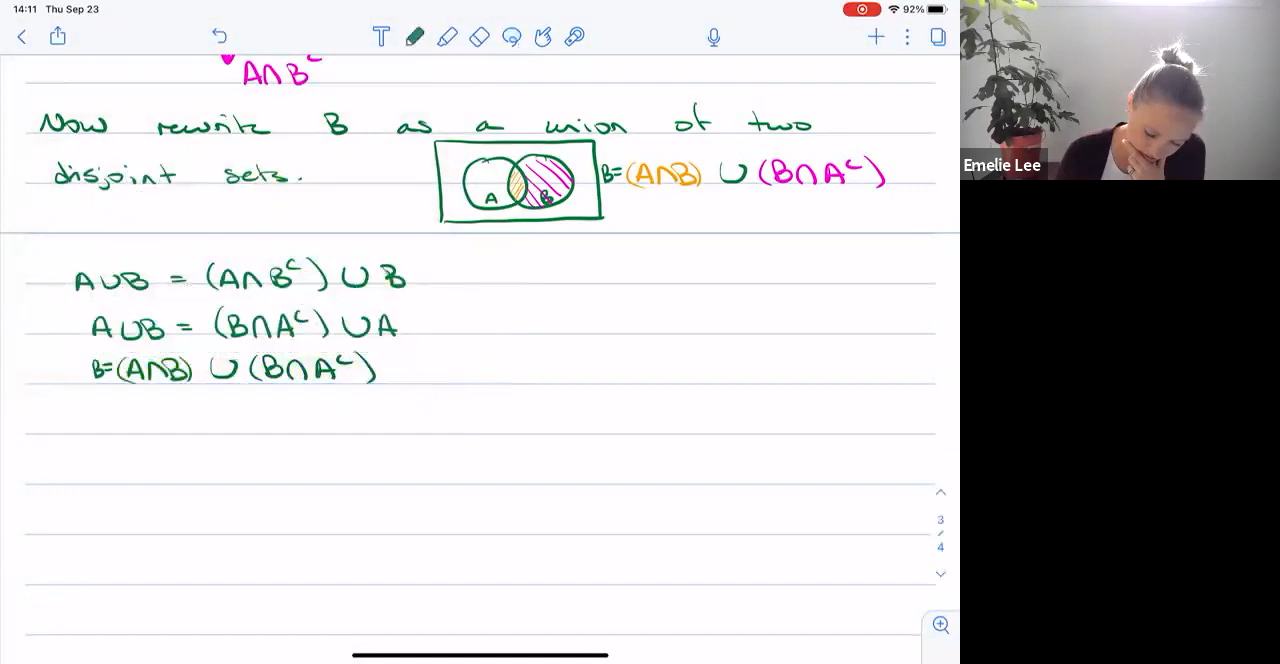 14:11 Thu Sep 23
92%
A∩B^c
Now rewrite B as a union of two
disjoint sets.
A B
B=(A∩B) ∪ (B∩A^c)
A∪B = (A∩B^c) ∪ B
A∪B = (B∩A^c) ∪ A
B=(A∩B) ∪ (B∩A^c)
Emelie Lee
3
/
4